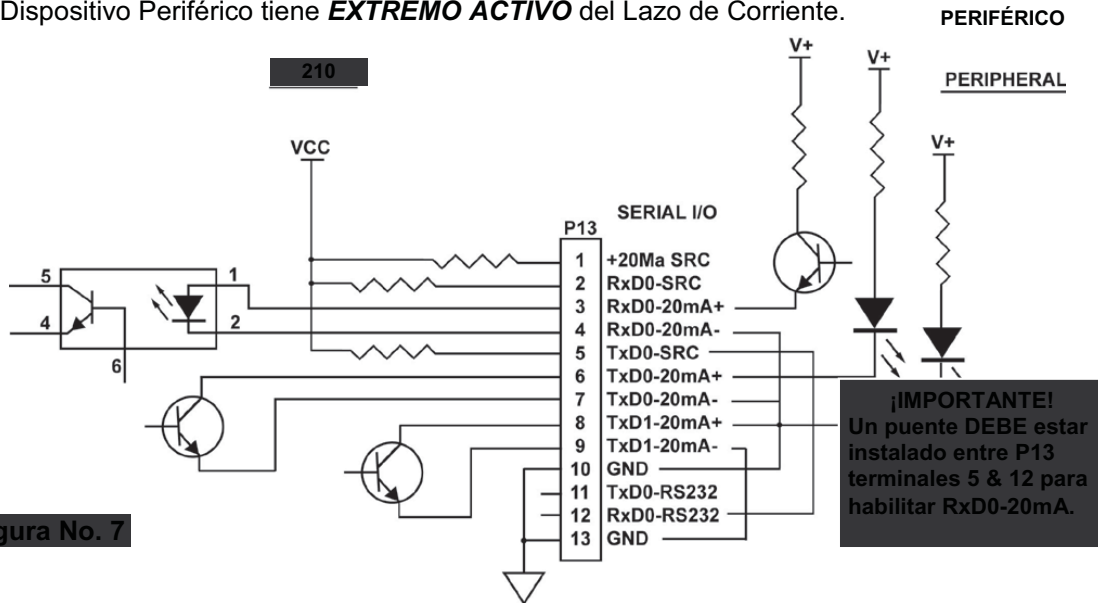 Dispositivo Periférico tiene EXTREMO ACTIVO del Lazo de Corriente.
PERIFÉRICO
210
V+
V+
PERIPHERAL
V+
VCC
SERIAL I/O
P13
1 +20Ma SRC
2 RxD0-SRC
3 RxD0-20mA+
4 RxD0-20mA-
5 TxD0-SRC
6 TxD0-20mA+
7 TxD0-20mA-
8 TxD1-20mA+
9 TxD1-20mA-
10 GND
11 TxD0-RS232
12 RxD0-RS232
13 GND
5
4
6
1
2
¡IMPORTANTE!
Un puente DEBE estar
instalado entre P13
terminales 5 & 12 para
habilitar RxD0-20mA.
gura No. 7